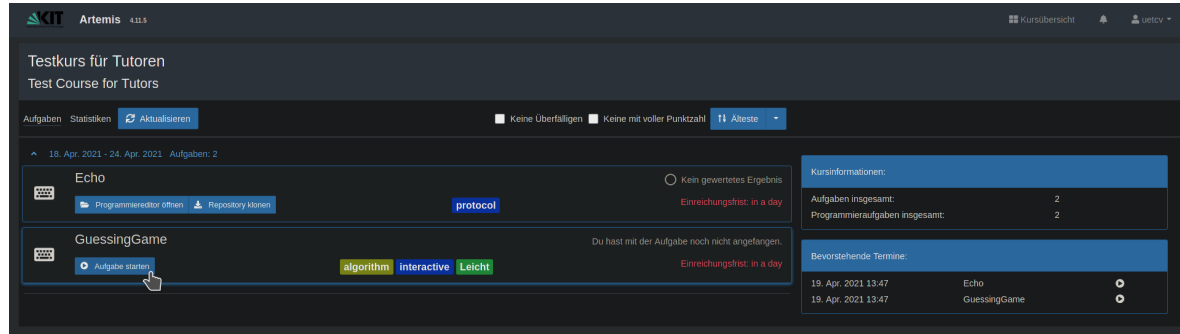 KIT Artemis 4.11.5 Kursübersicht uetcv
Testkurs für Tutoren
Test Course for Tutors
Aufgaben Statistiken Aktualisieren Keine Überfälligen Keine mit voller Punktzahl Älteste
18. Apr. 2021 - 24. Apr. 2021 Aufgaben: 2
Echo
Kein gewertetes Ergebnis
Programmiereditor öffnen Repository klonen protocol Einreichungsfrist: in a day
GuessingGame
Du hast mit der Aufgabe noch nicht angefangen.
Aufgabe starten algorithm interactive Leicht Einreichungsfrist: in a day
Kursinformationen:
Aufgaben insgesamt: 2
Programmieraufgaben insgesamt: 2
Bevorstehende Termine:
19. Apr. 2021 13:47 Echo
19. Apr. 2021 13:47 GuessingGame